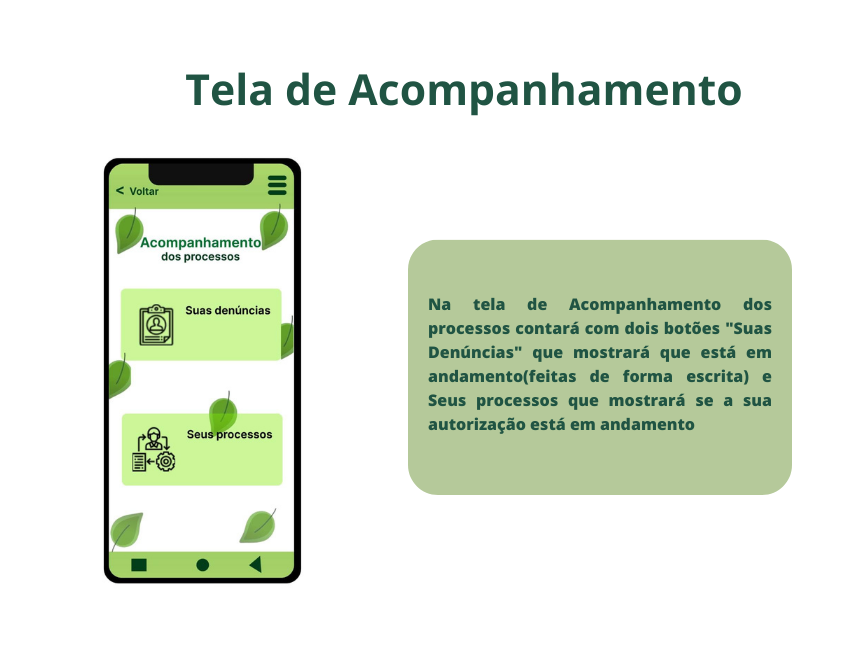 Tela de Acompanhamento
< Voltar
Acompanhamento
dos processos
Suas denúncias
Seus processos
Na tela de Acompanhamento dos
processos contará com dois botões "Suas
Denúncias" que mostrará que está em
andamento(feitas de forma escrita) e
Seus processos que mostrará se a sua
autorização está em andamento